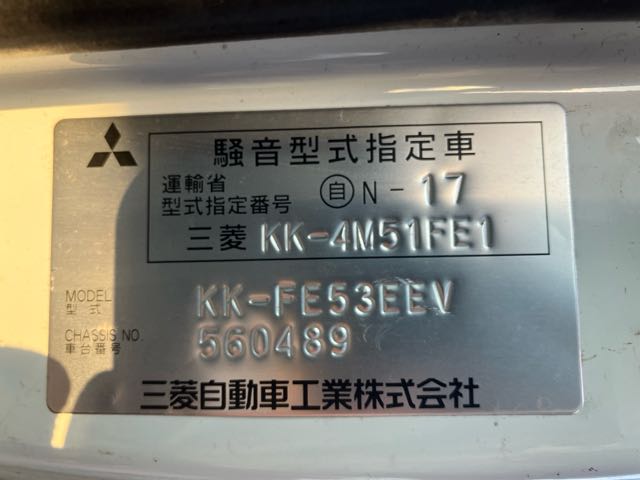 騒音型式指定車
運輸省
型式指定番号 自 N-17
三菱 KK-4M51FE1
MODEL
型式 KK-FE53EEV
CHASSIS NO.
車台番号 560489
三菱自動車工業株式会社